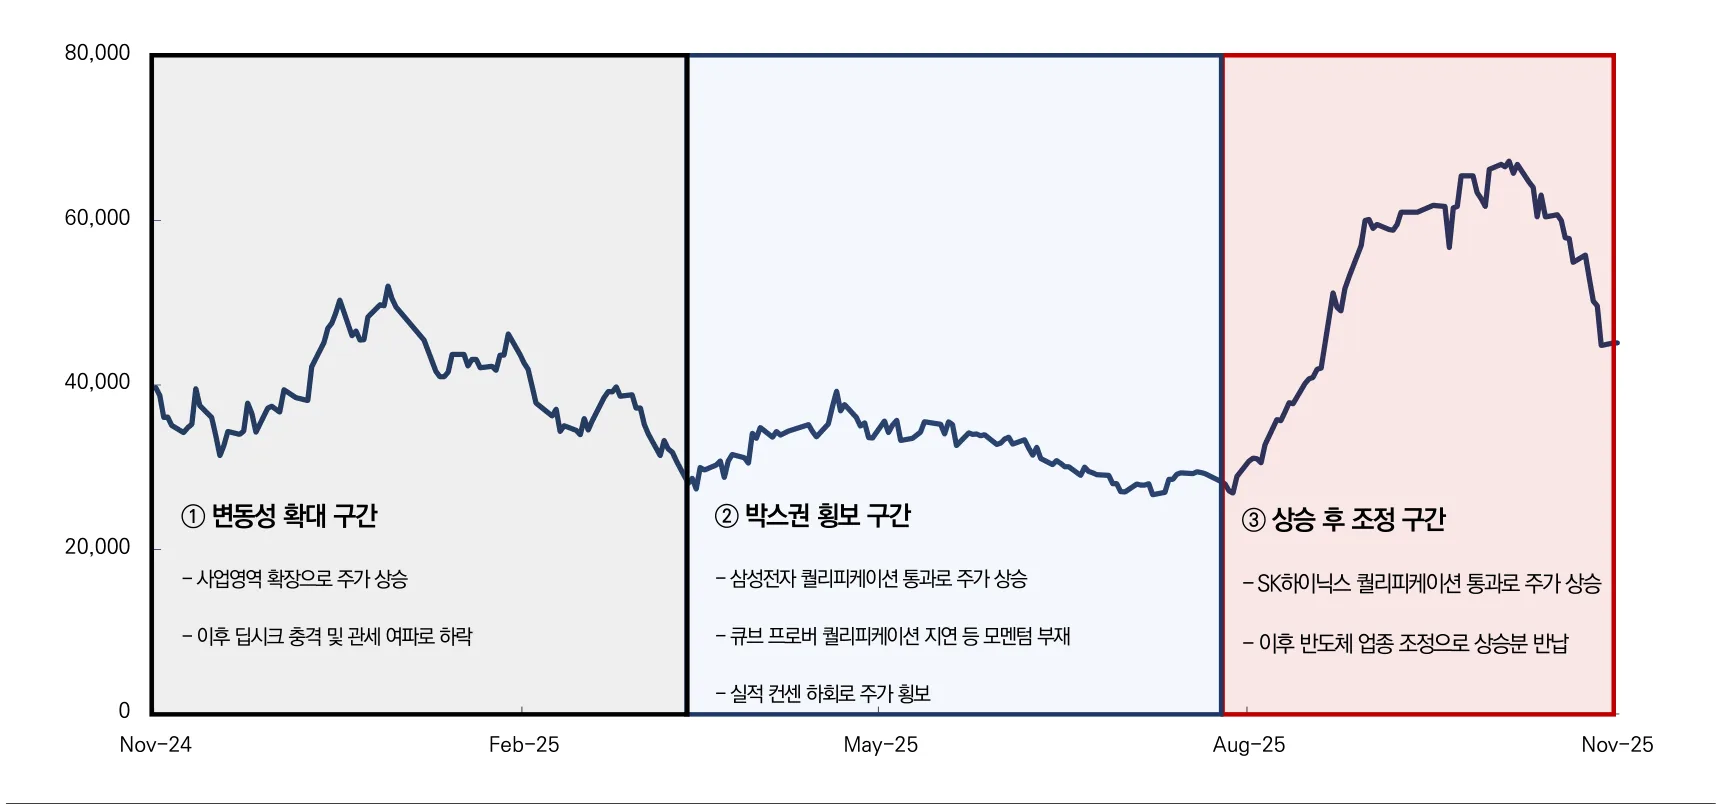 80,000
60,000
40,000
20,000
0
① 변동성 확대 구간
– 사업영역 확장으로 주가 상승
– 이후 딥시크 충격 및 관세 여파로 하락
② 박스권 횡보 구간
– 삼성전자 퀄리피케이션 통과로 주가 상승
– 큐브 프로버 퀄리피케이션 지연 등 모멘텀 부재
– 실적 컨센 하회로 주가 횡보
③ 상승 후 조정 구간
– SK하이닉스 퀄리피케이션 통과로 주가 상승
– 이후 반도체 업종 조정으로 상승분 반납
Nov–24
Feb–25
May–25
Aug–25
Nov–25